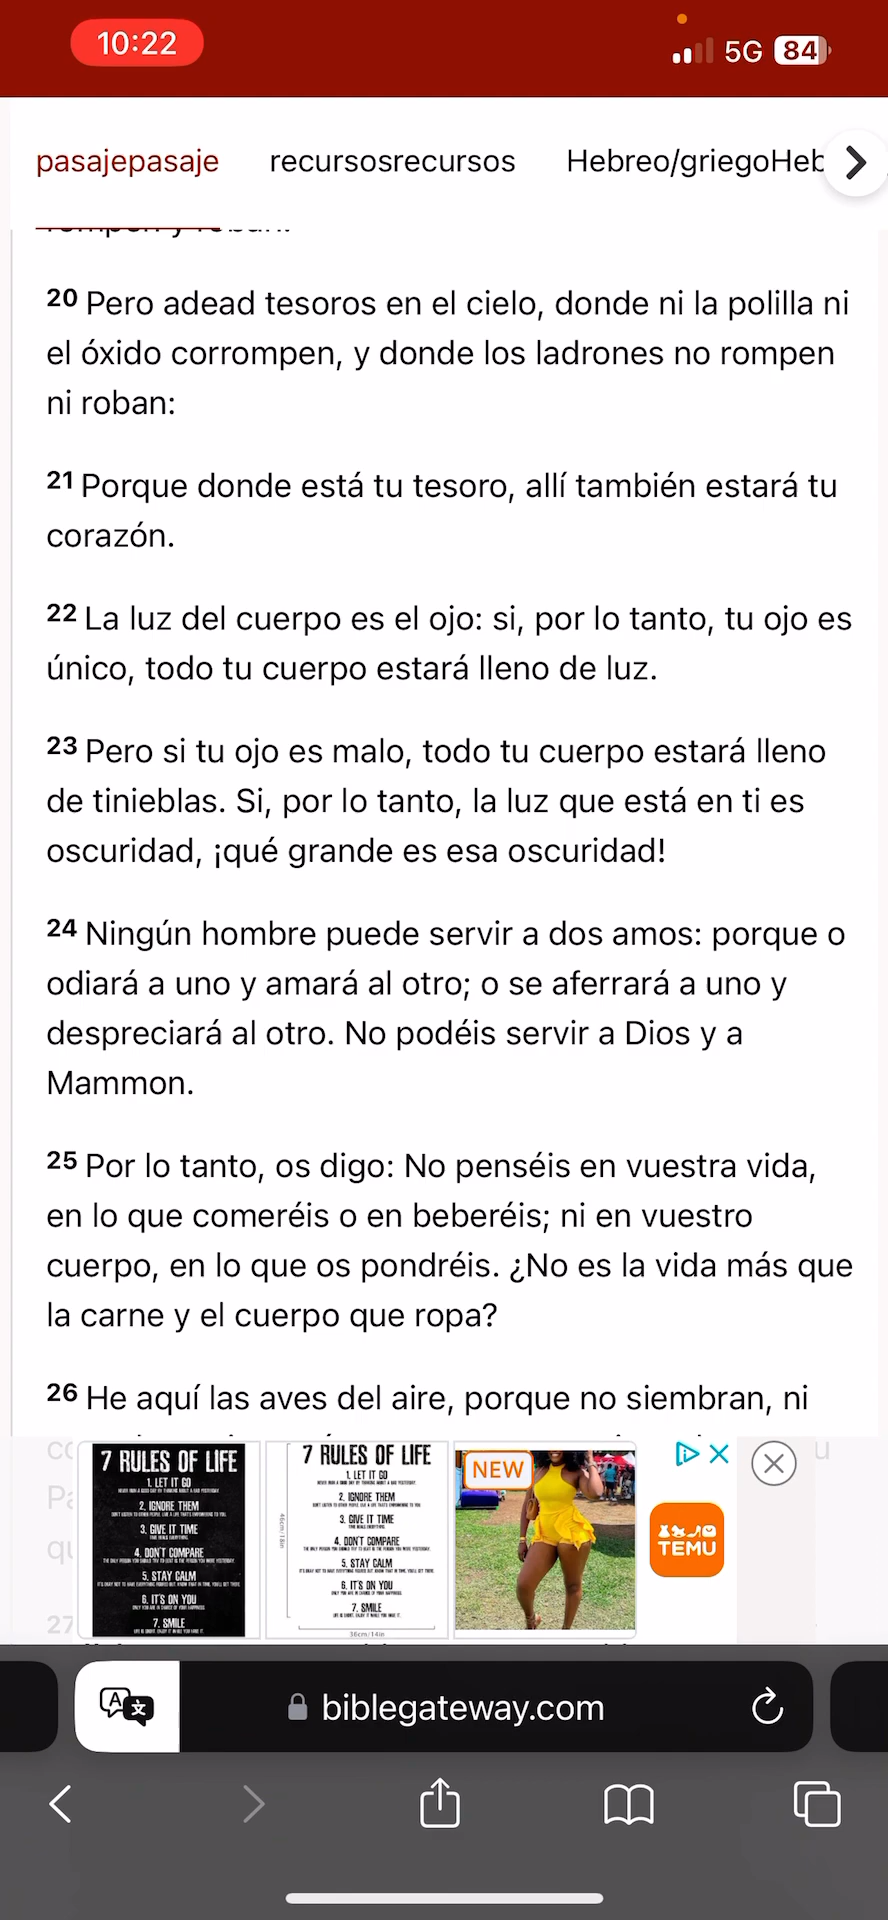 10:22
5G 84
pasajepasaje recursosrecursos Hebreo/griegoHeb
20 Pero adead tesoros en el cielo, donde ni la polilla ni
el óxido corrompen, y donde los ladrones no rompen
ni roban:
21 Porque donde está tu tesoro, allí también estará tu
corazón.
22 La luz del cuerpo es el ojo: si, por lo tanto, tu ojo es
único, todo tu cuerpo estará lleno de luz.
23 Pero si tu ojo es malo, todo tu cuerpo estará lleno
de tinieblas. Si, por lo tanto, la luz que está en ti es
oscuridad, ¡qué grande es esa oscuridad!
24 Ningún hombre puede servir a dos amos: porque o
odiará a uno y amará al otro; o se aferrará a uno y
despreciará al otro. No podéis servir a Dios y a
Mammon.
25 Por lo tanto, os digo: No penséis en vuestra vida,
en lo que comeréis o en beberéis; ni en vuestro
cuerpo, en lo que os pondréis. ¿No es la vida más que
la carne y el cuerpo que ropa?
26 He aquí las aves del aire, porque no siembran, ni
7 RULES OF LIFE
1. LET IT GO
2. IGNORE THEM
3. GIVE IT TIME
4. DON'T COMPARE
5. STAY CALM
6. IT'S ON YOU
7. SMILE
7 RULES OF LIFE
1. LET IT GO
2. IGNORE THEM
3. GIVE IT TIME
4. DON'T COMPARE
5. STAY CALM
6. IT'S ON YOU
7. SMILE
36cm/14in
NEW
TEMU
27
biblegateway.com